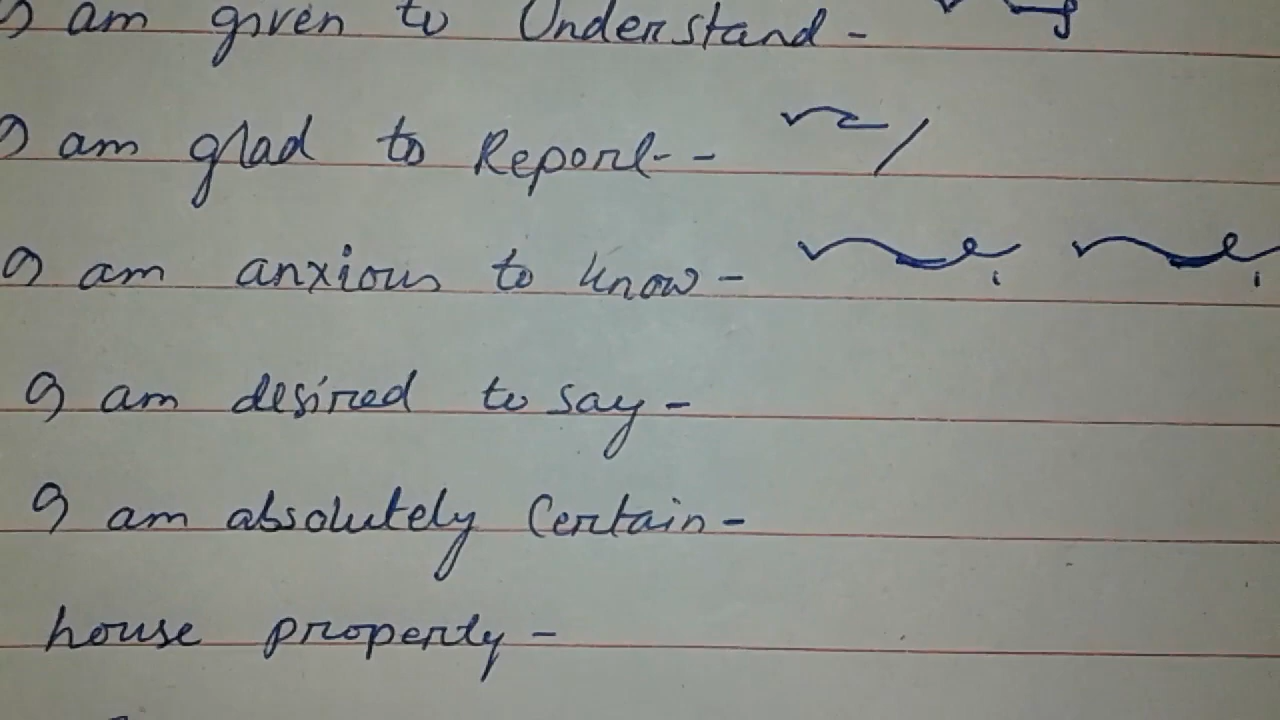 I am given to Understand -
I am glad to Report - -
I am anxious to know -
I am desired to say -
I am absolutely Certain -
house property -